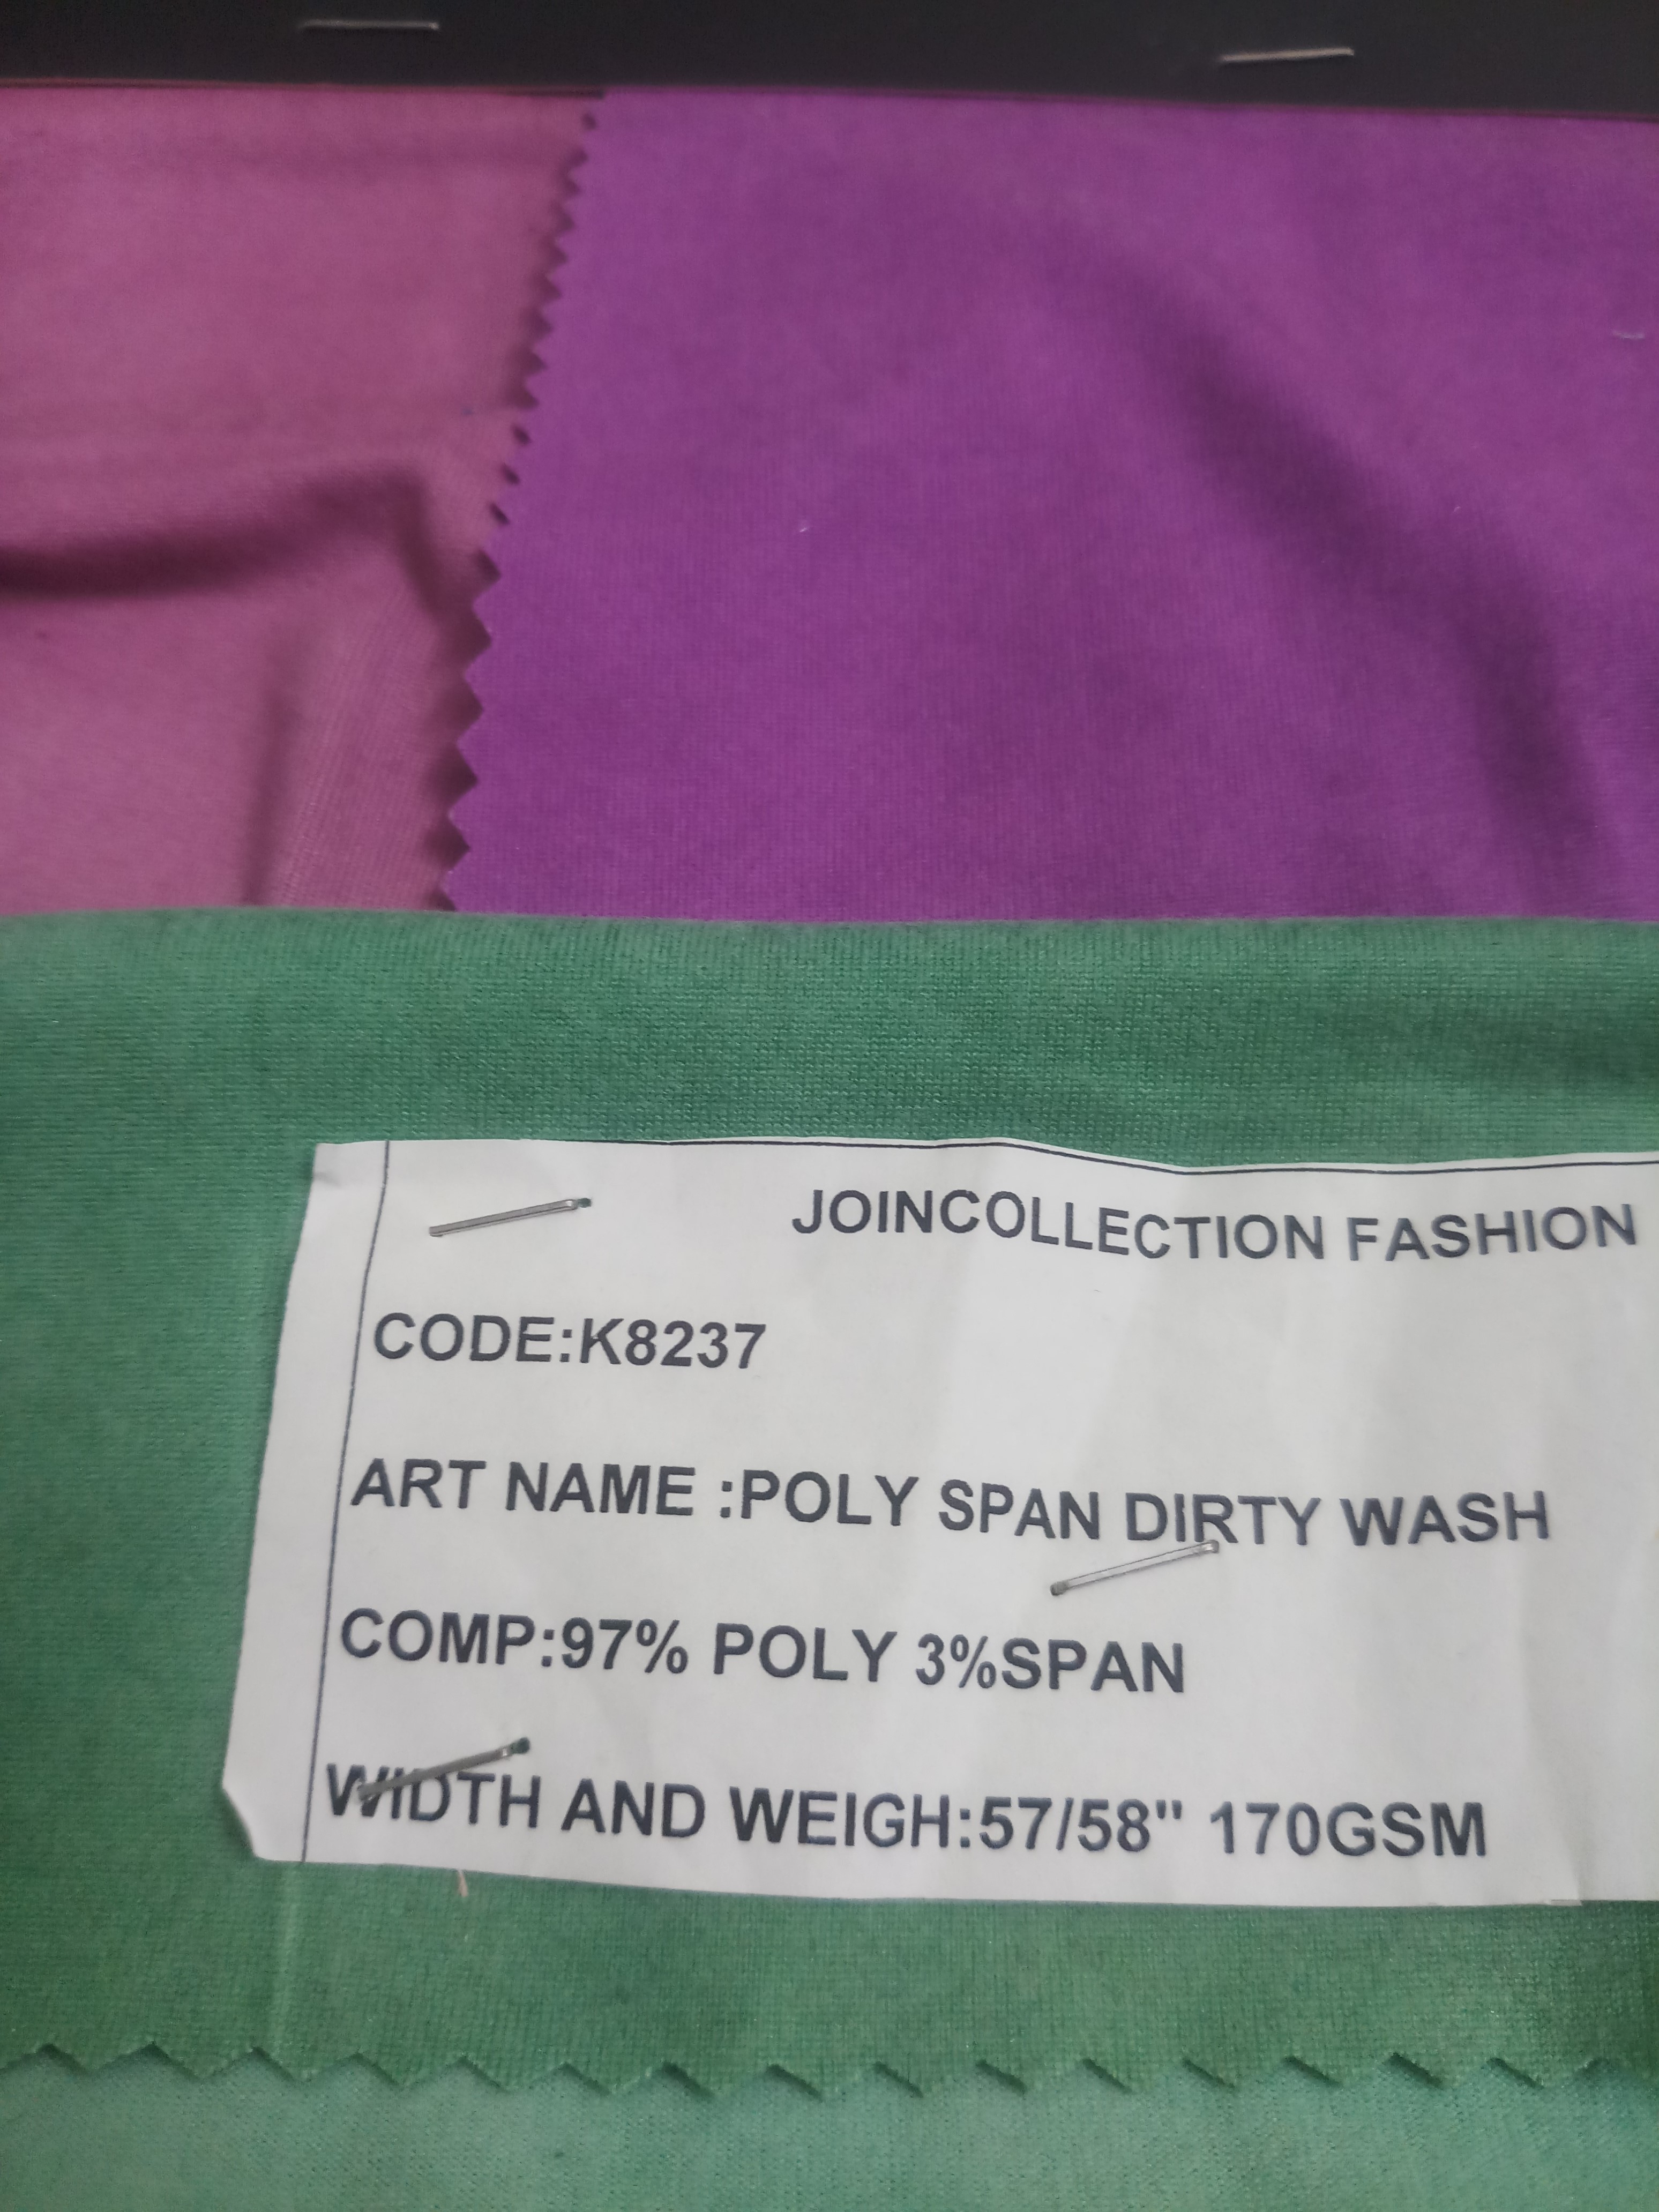 JOINCOLLECTION FASHION
CODE:K8237
ART NAME :POLY SPAN DIRTY WASH
COMP:97% POLY 3%SPAN
WIDTH AND WEIGH:57/58" 170GSM